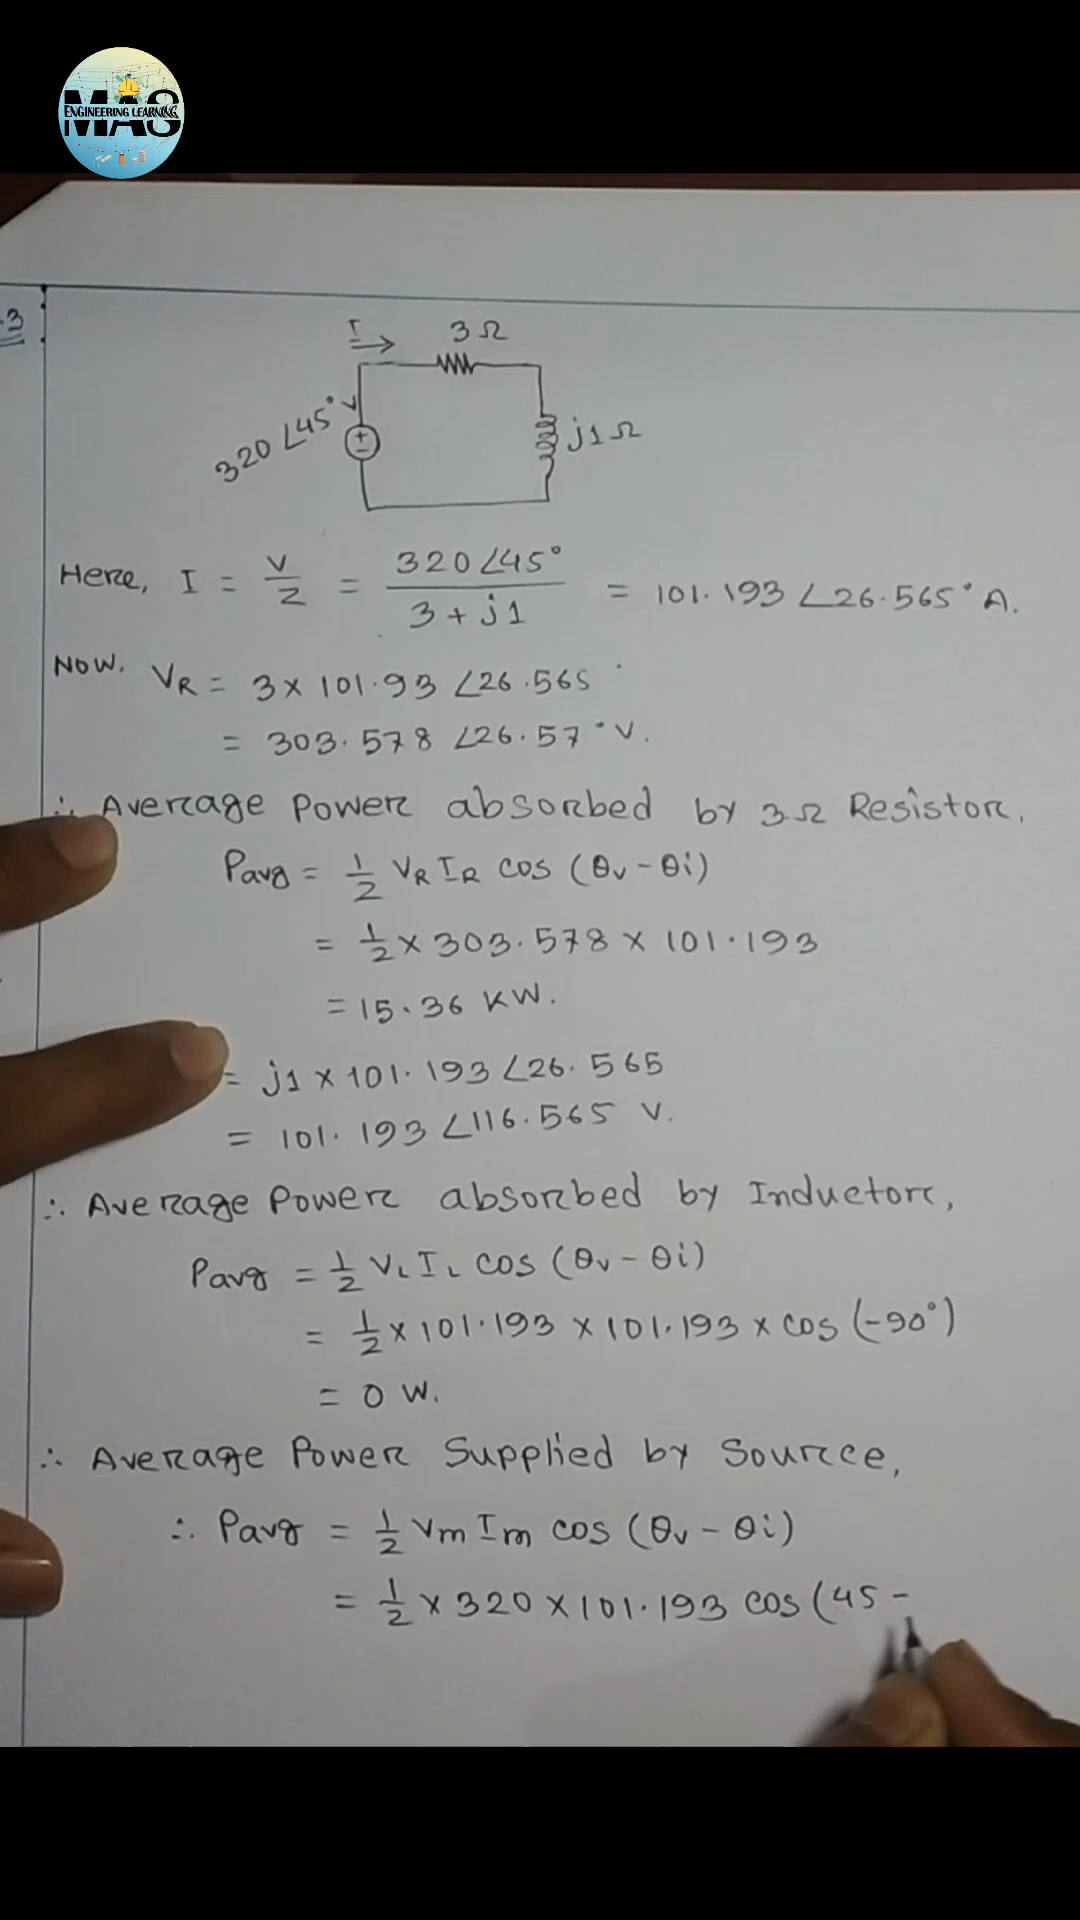 MAS
ENGINEERING LEARNING
.3
I
3Ω
320∠45° V
j1Ω
Here, I = V/Z = 320∠45°/3+j1 = 101.193∠26.565° A.
NOW, VR = 3×101.93∠26.565°
= 303.578∠26.57° V.
∴ Average Power absorbed by 3Ω Resistor,
Pavg = 1/2 VR IR cos (θv - θi)
= 1/2 × 303.578 × 101.193
= 15.36 KW.
= j1×101.193∠26.565
= 101.193∠116.565 V.
∴ Average Power absorbed by Inductor,
Pavg = 1/2 VL IL cos (θv - θi)
= 1/2 × 101.193 × 101.193 × cos (-90°)
= 0 W.
∴ Average Power Supplied by Source,
∴ Pavg = 1/2 Vm Im cos (θv - θi)
= 1/2 × 320 × 101.193 cos (45 -